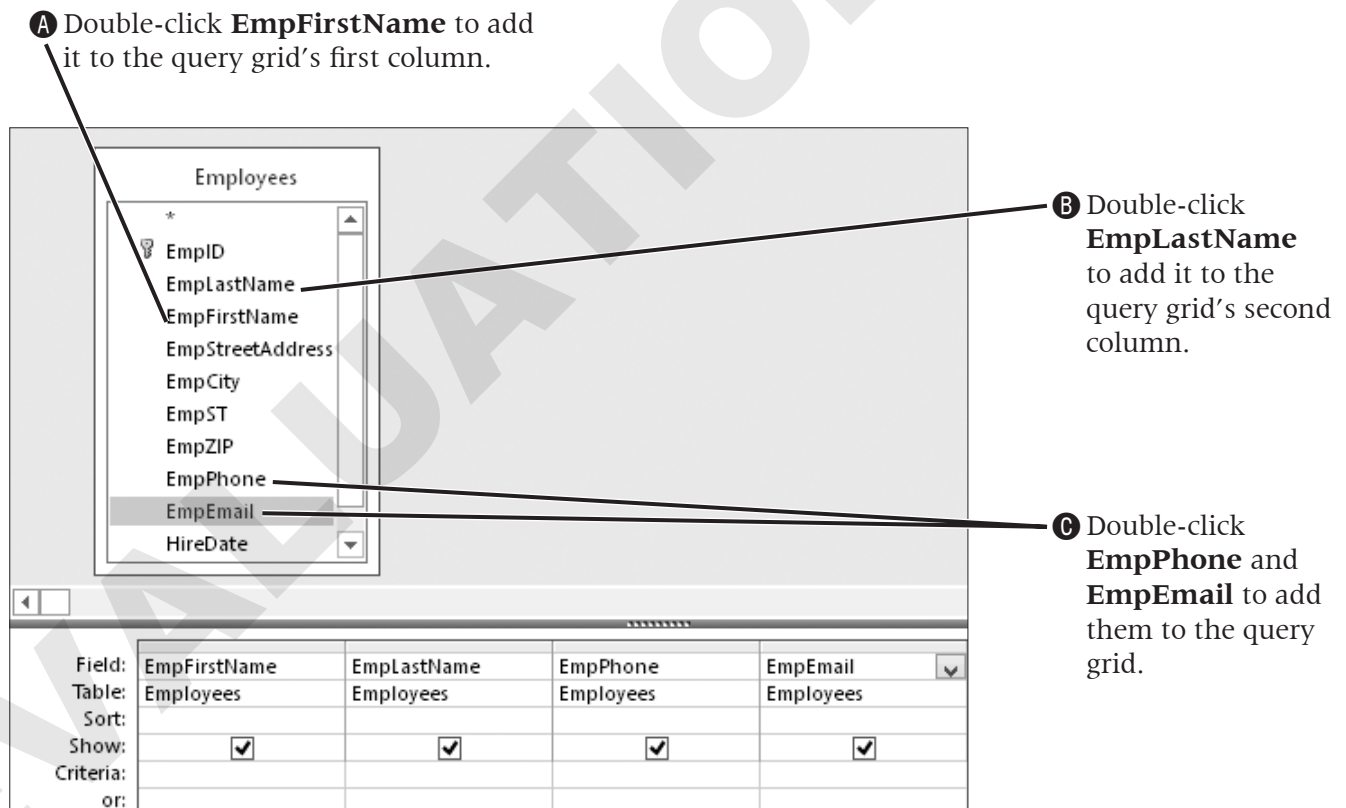 A Double-click EmpFirstName to add
it to the query grid's first column.
Employees
*
EmpID
EmpLastName
EmpFirstName
EmpStreetAddress
EmpCity
EmpST
EmpZIP
EmpPhone
EmpEmail
HireDate
B Double-click
EmpLastName
to add it to the
query grid's second
column.
C Double-click
EmpPhone and
EmpEmail to add
them to the query
grid.
Field: EmpFirstName EmpLastName EmpPhone EmpEmail
Table: Employees Employees Employees Employees
Sort:
Show:
Criteria:
or:
VALUATIO